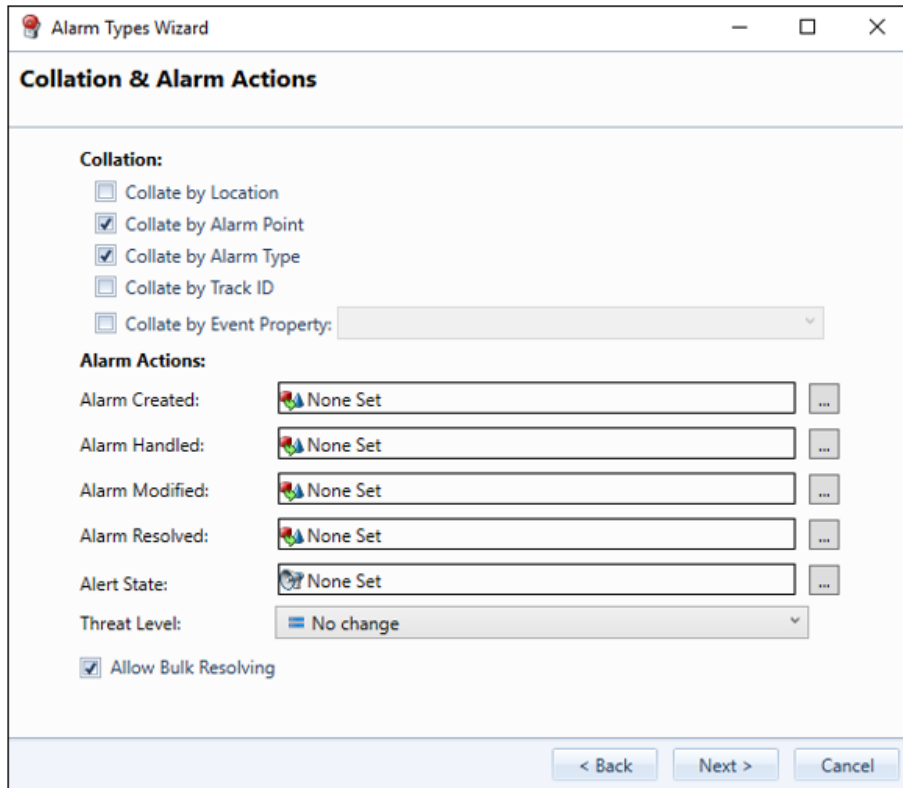 Alarm Types Wizard
Collation & Alarm Actions
Collation:
Collate by Location
Collate by Alarm Point
Collate by Alarm Type
Collate by Track ID
Collate by Event Property:
Alarm Actions:
Alarm Created: None Set ...
Alarm Handled: None Set ...
Alarm Modified: None Set ...
Alarm Resolved: None Set ...
Alert State: None Set ...
Threat Level: No change
Allow Bulk Resolving
< Back Next > Cancel